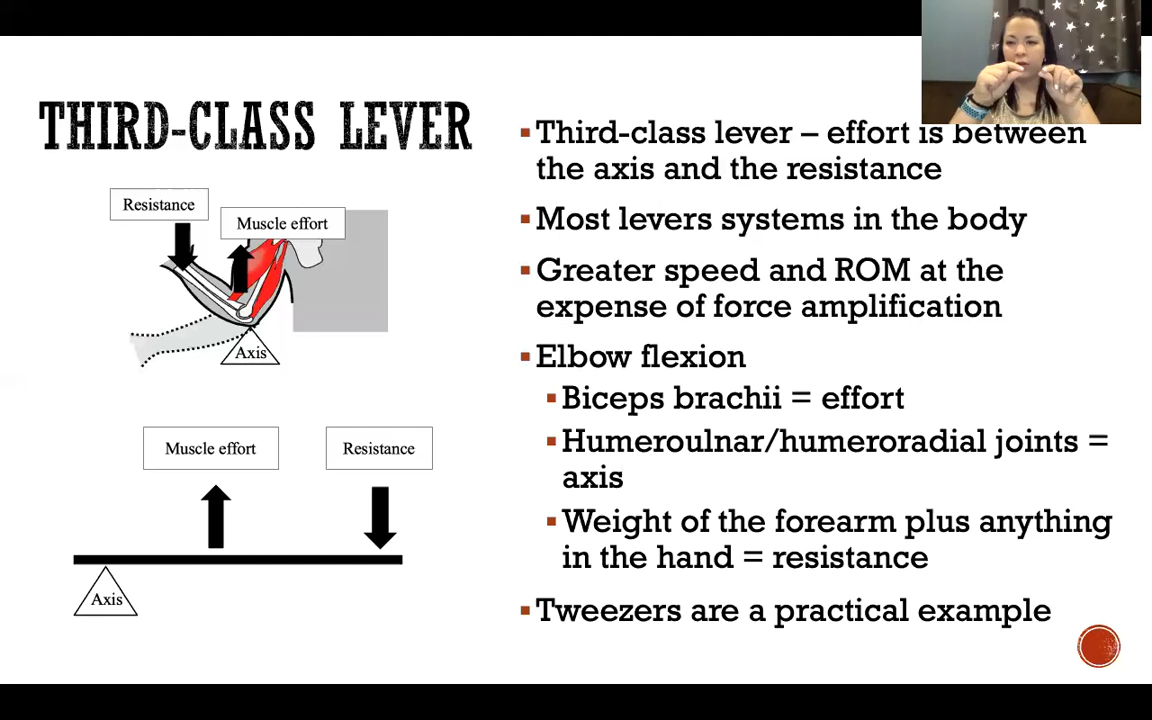 THIRD-CLASS LEVER
Resistance
Muscle effort
Axis
Muscle effort
Resistance
Axis
▪Third-class lever – effort is between
the axis and the resistance
▪Most levers systems in the body
▪Greater speed and ROM at the
expense of force amplification
▪Elbow flexion
▪Biceps brachii = effort
▪Humeroulnar/humeroradial joints =
axis
▪Weight of the forearm plus anything
in the hand = resistance
▪Tweezers are a practical example